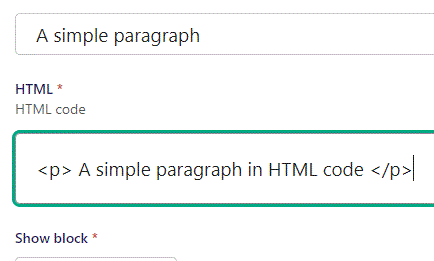 A simple paragraph
HTML *
HTML code
<p> A simple paragraph in HTML code </p>
Show block *